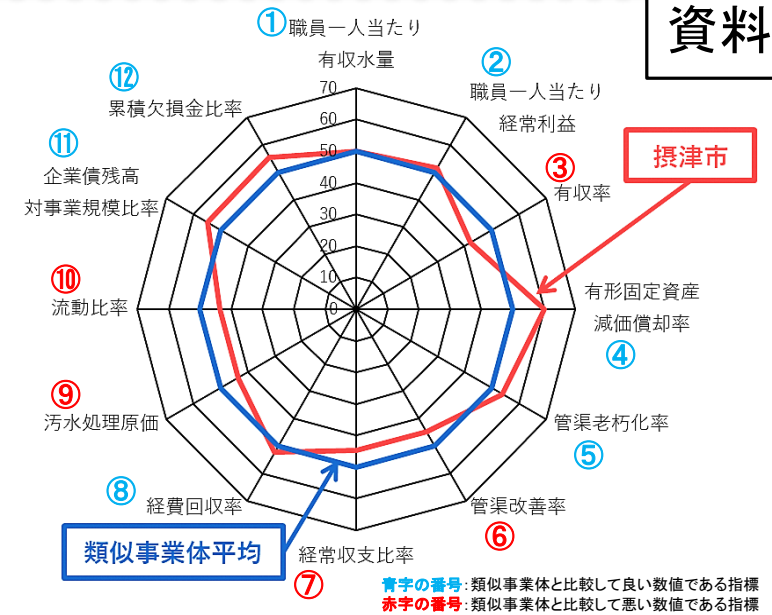 資料
① 職員一人当たり
有収水量
②
職員一人当たり
経常利益
③
有収率
摂津市
有形固定資産
減価償却率
④
管渠老朽化率
⑤
管渠改善率
⑥
経常収支比率
⑦
経費回収率
⑧
⑨
汚水処理原価
⑩
流動比率
⑪
企業債残高
対事業規模比率
⑫
累積欠損金比率
70
60
50
40
30
20
10
0
類似事業体平均
青字の番号:類似事業体と比較して良い数値である指標
赤字の番号:類似事業体と比較して悪い数値である指標